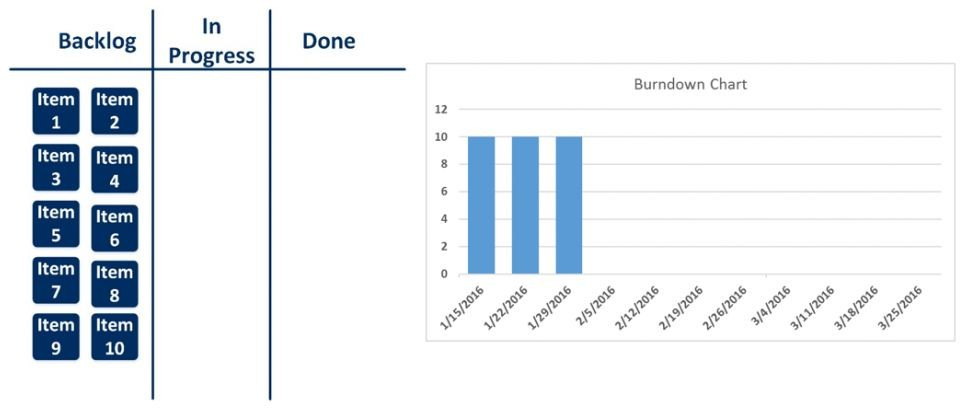 Backlog
In
Progress
Done
Item
1
Item
2
Item
3
Item
4
Item
5
Item
6
Item
7
Item
8
Item
9
Item
10
Burndown Chart
12
10
8
6
4
2
0
1/15/2016
1/22/2016
1/29/2016
2/5/2016
2/12/2016
2/19/2016
2/26/2016
3/4/2016
3/11/2016
3/18/2016
3/25/2016